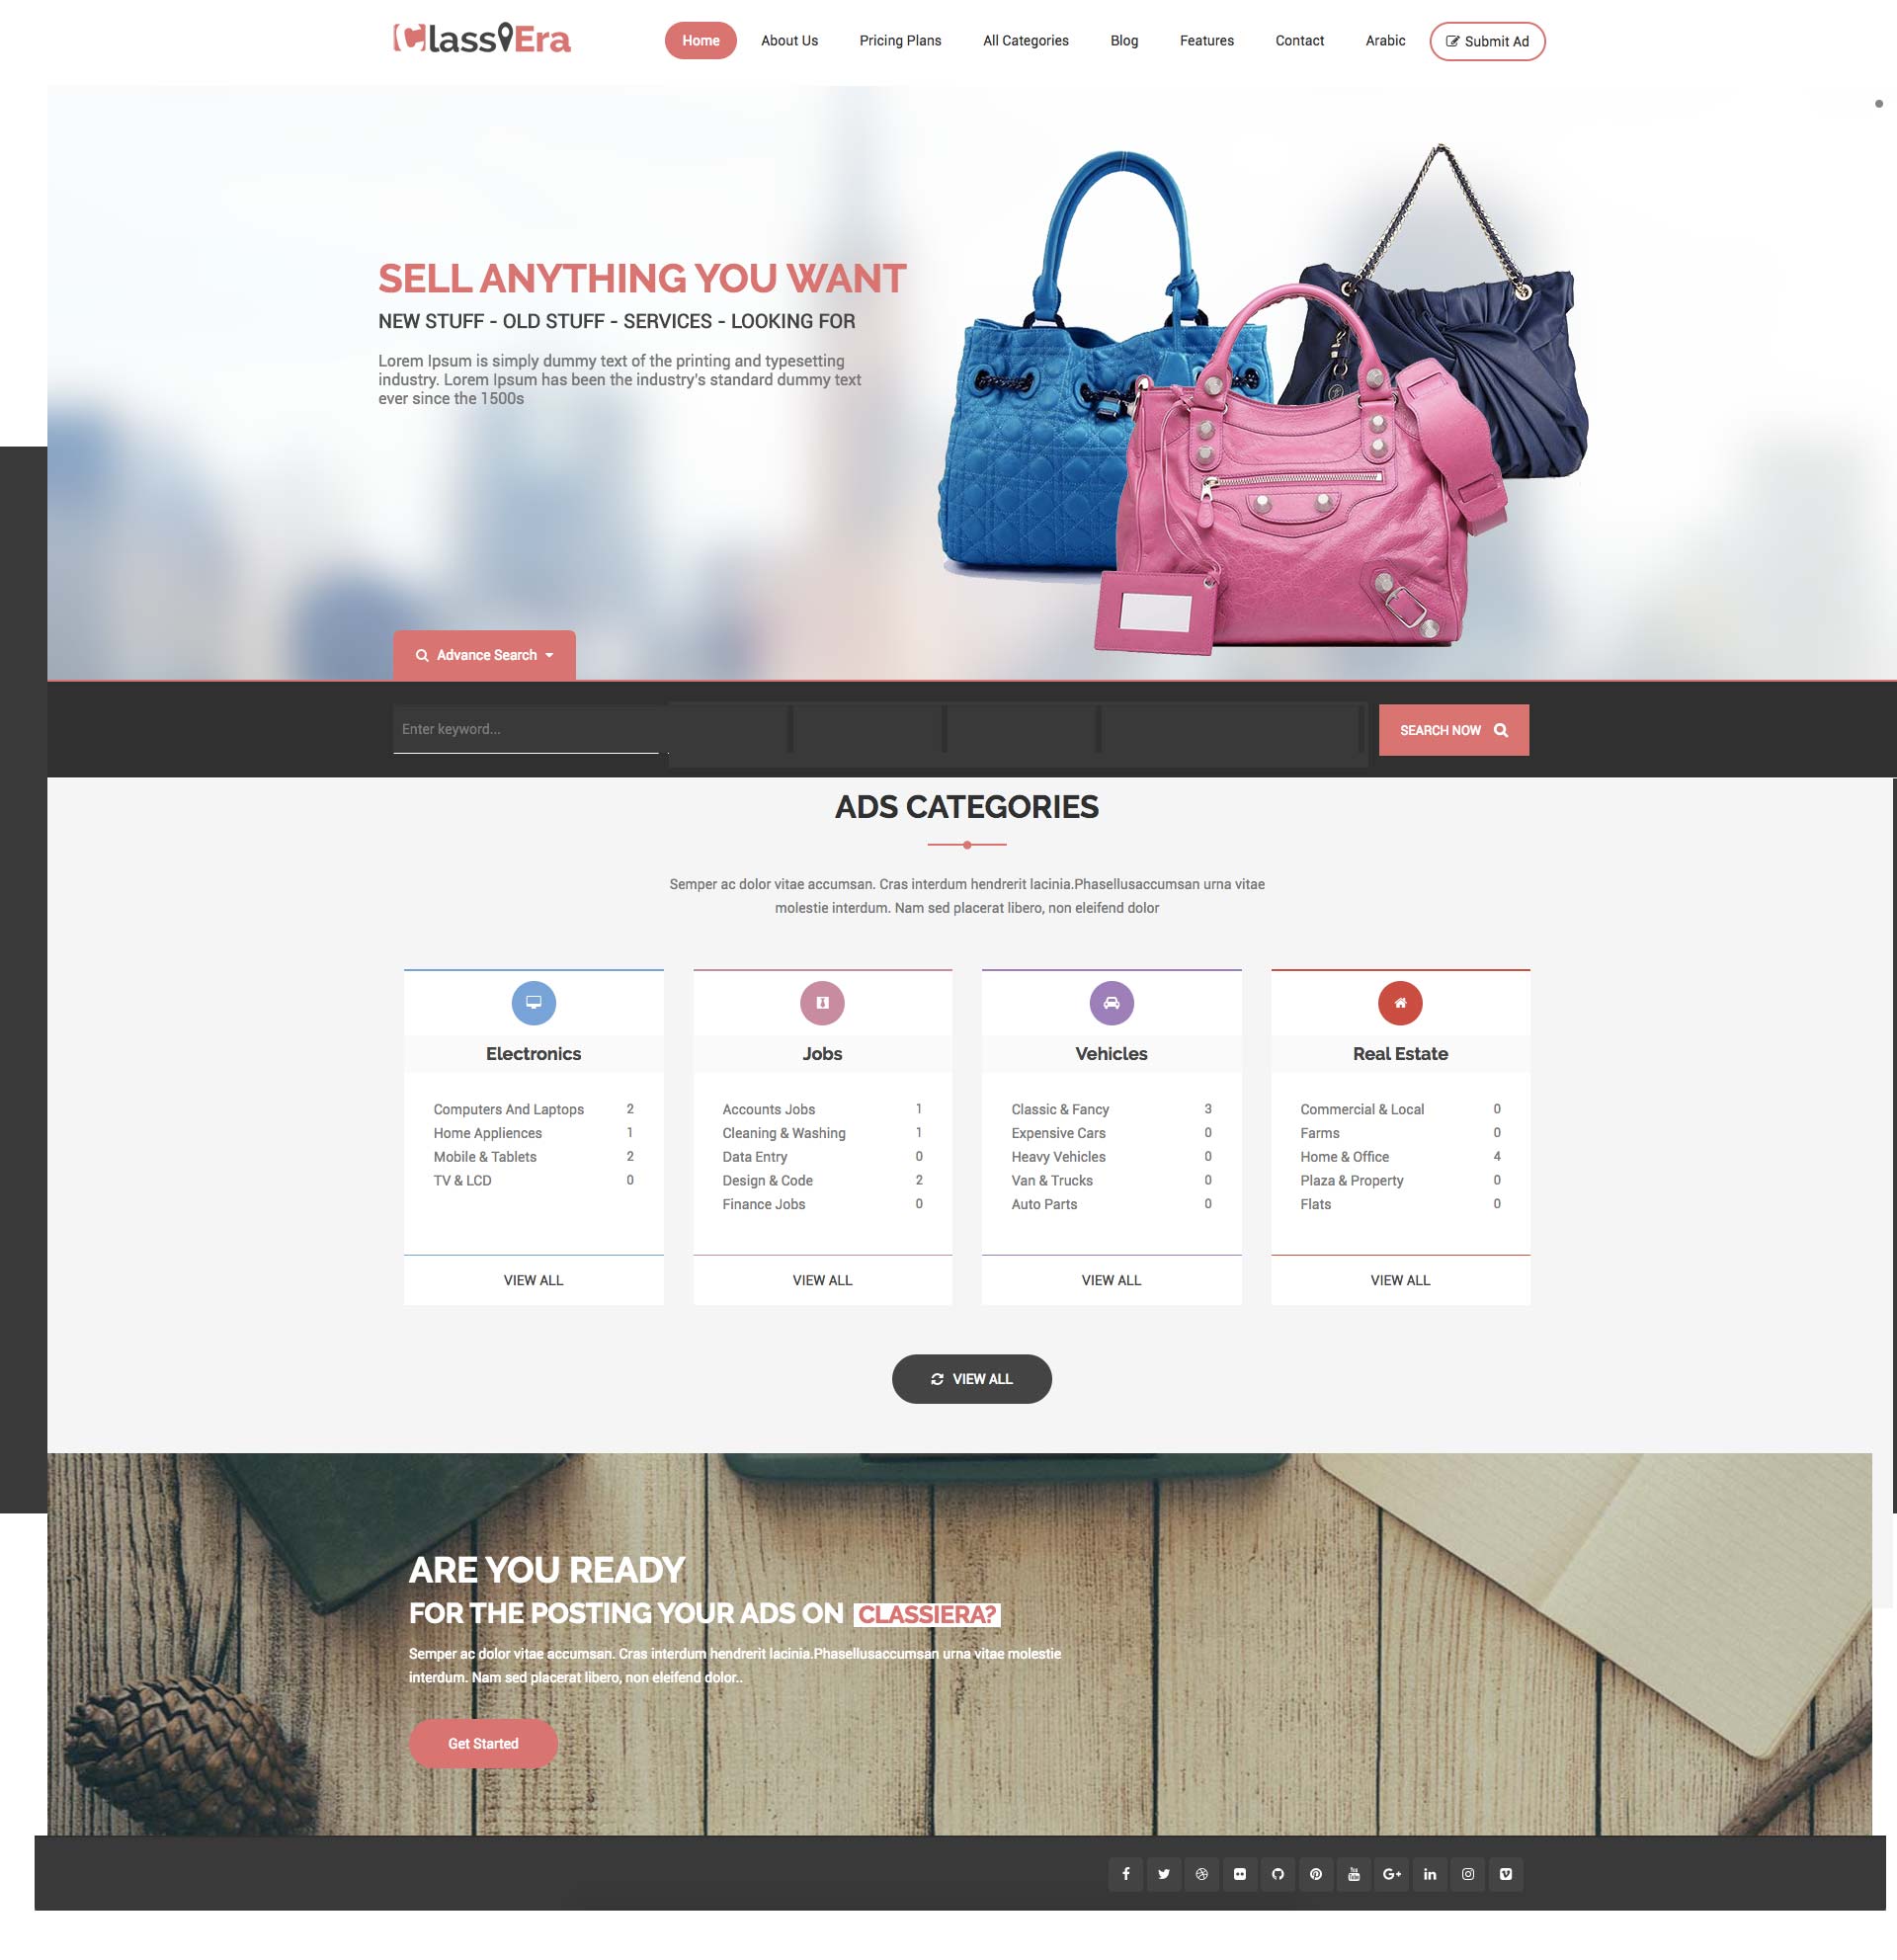 ClassiEra
Home
About Us
Pricing Plans
All Categories
Blog
Features
Contact
Arabic
Submit Ad
SELL ANYTHING YOU WANT
NEW STUFF - OLD STUFF - SERVICES - LOOKING FOR
Lorem Ipsum is simply dummy text of the printing and typesetting
industry. Lorem Ipsum has been the industry's standard dummy text
ever since the 1500s
Advance Search
Enter keyword...
SEARCH NOW
ADS CATEGORIES
Semper ac dolor vitae accumsan. Cras interdum hendrerit lacinia.Phasellusaccumsan urna vitae
molestie interdum. Nam sed placerat libero, non eleifend dolor
Electronics
Computers And Laptops 2
Home Appliences 1
Mobile & Tablets 2
TV & LCD 0
VIEW ALL
Jobs
Accounts Jobs 1
Cleaning & Washing 1
Data Entry 0
Design & Code 2
Finance Jobs 0
VIEW ALL
Vehicles
Classic & Fancy 3
Expensive Cars 0
Heavy Vehicles 0
Van & Trucks 0
Auto Parts 0
VIEW ALL
Real Estate
Commercial & Local 0
Farms 0
Home & Office 4
Plaza & Property 0
Flats 0
VIEW ALL
VIEW ALL
ARE YOU READY
FOR THE POSTING YOUR ADS ON CLASSIERA?
Semper ac dolor vitae accumsan. Cras interdum hendrerit lacinia.Phasellusaccumsan urna vitae molestie
interdum. Nam sed placerat libero, non eleifend dolor..
Get Started